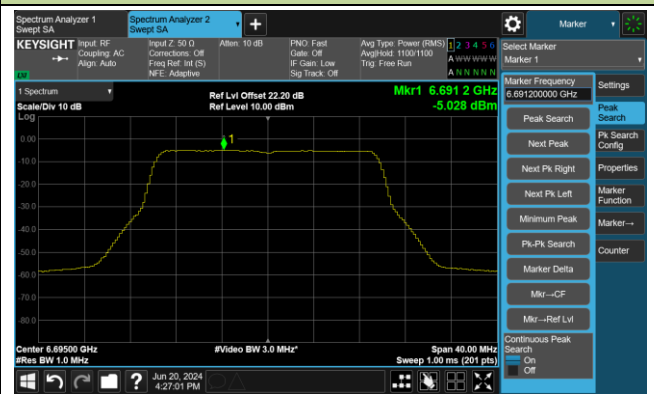 Spectrum Analyzer 1
Swept SA
Spectrum Analyzer 2
Swept SA
+
Marker
KEYSIGHT
Input: RF
Coupling: AC
Align: Auto
Input Z: 50 Ω
Corrections: Off
Freq Ref: Int (S)
NFE: Adaptive
Atten: 10 dB
PNO: Fast
Gate: Off
IF Gain: Low
Sig Track: Off
Avg Type: Power (RMS)
Avg|Hold: 1100/1100
Trig: Free Run
1 2 3 4 5 6
A W W W W W
A N N N N N
LXI
Select Marker
Marker 1
1 Spectrum
Scale/Div 10 dB
Log
Ref Lvl Offset 22.20 dB
Ref Level 10.00 dBm
Mkr1 6.691 2 GHz
-5.028 dBm
1
0.00
-10.0
-20.0
-30.0
-40.0
-50.0
-60.0
-70.0
-80.0
Center 6.69500 GHz
#Res BW 1.0 MHz
#Video BW 3.0 MHz*
Span 40.00 MHz
Sweep 1.00 ms (201 pts)
Marker Frequency
6.691200000 GHz
Peak Search
Next Peak
Next Pk Right
Next Pk Left
Minimum Peak
Pk-Pk Search
Marker Delta
Mkr→CF
Mkr→Ref Lvl
Continuous Peak
Search
On
Off
Settings
Peak
Search
Pk Search
Config
Properties
Marker
Function
Marker→
Counter
?
Jun 20, 2024
4:27:01 PM